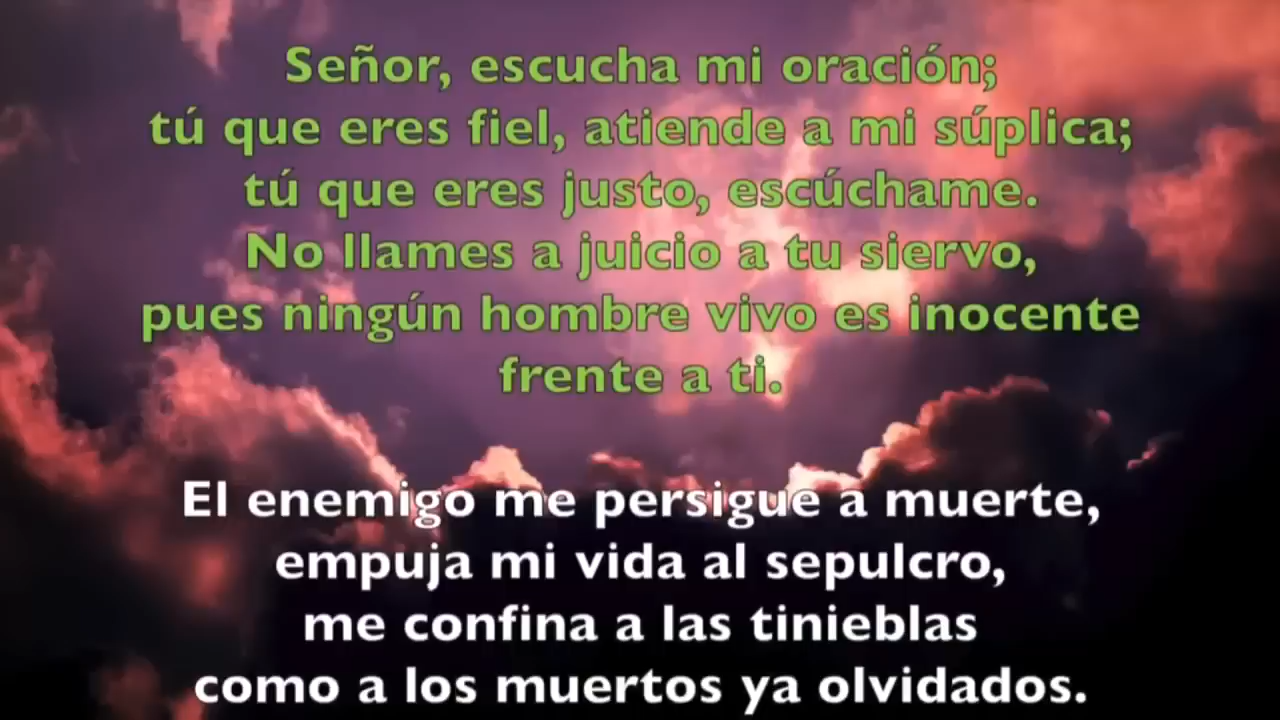 Señor, escucha mi oración;
tú que eres fiel, atiende a mi súplica;
tú que eres justo, escúchame.
No llames a juicio a tu siervo,
pues ningún hombre vivo es inocente
frente a ti.
El enemigo me persigue a muerte,
empuja mi vida al sepulcro,
me confina a las tinieblas
como a los muertos ya olvidados.